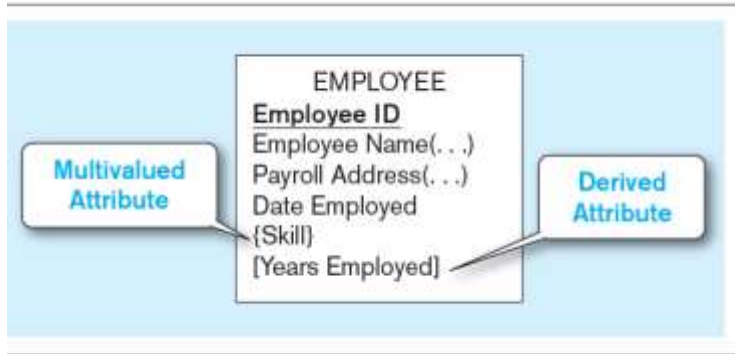 EMPLOYEE
Employee ID
Employee Name(. . .)
Payroll Address(. . .)
Date Employed
{Skill}
[Years Employed]
Multivalued
Attribute
Derived
Attribute